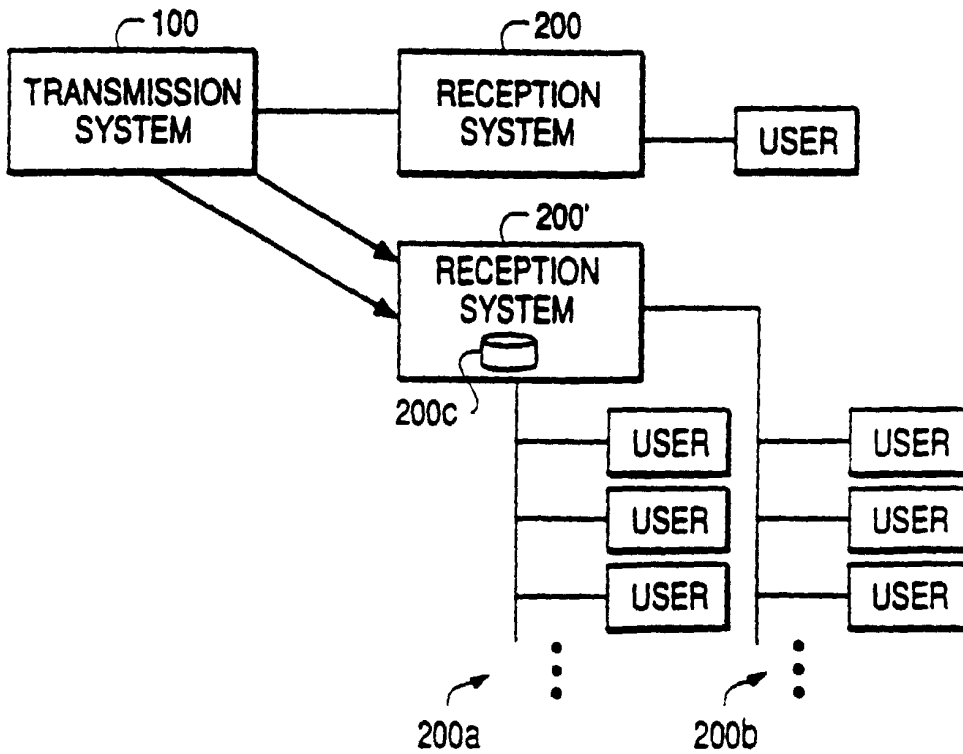 100
TRANSMISSION
SYSTEM
200
RECEPTION
SYSTEM
USER
200'
RECEPTION
SYSTEM
200c
USER
USER
USER
USER
USER
USER
200a
200b